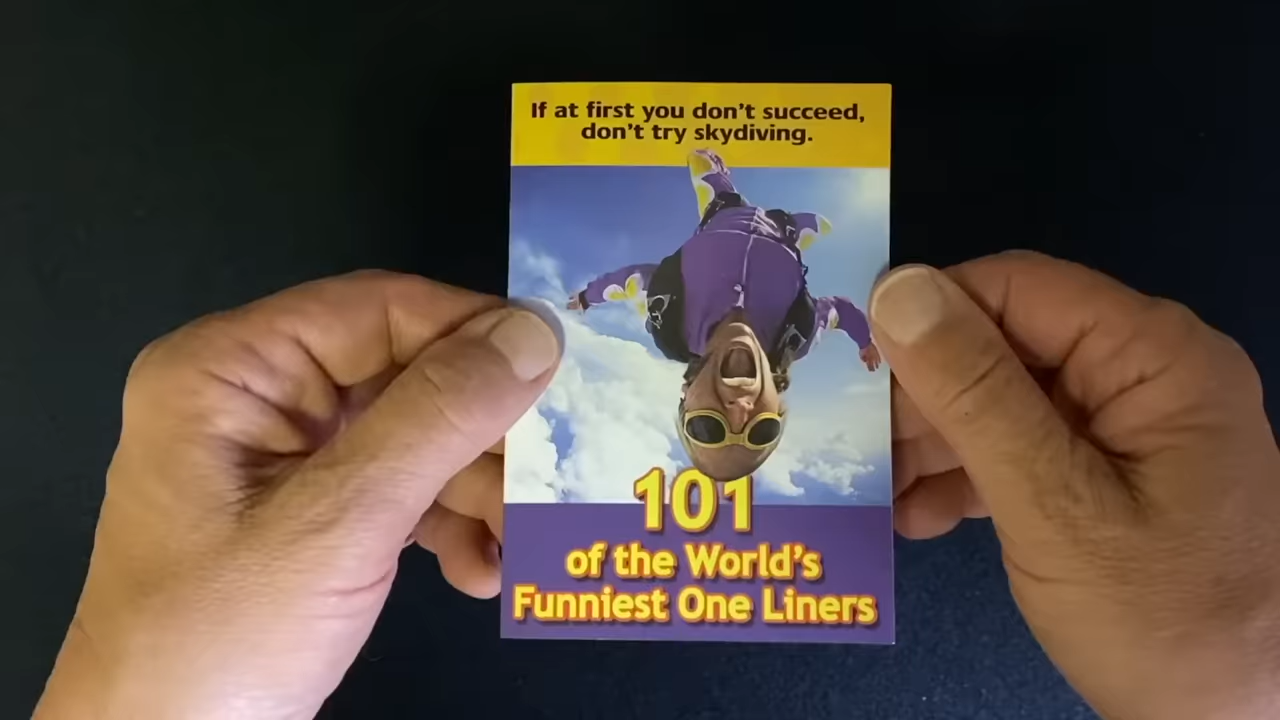 If at first you don't succeed,
don't try skydiving.
101
of the World's
Funniest One Liners